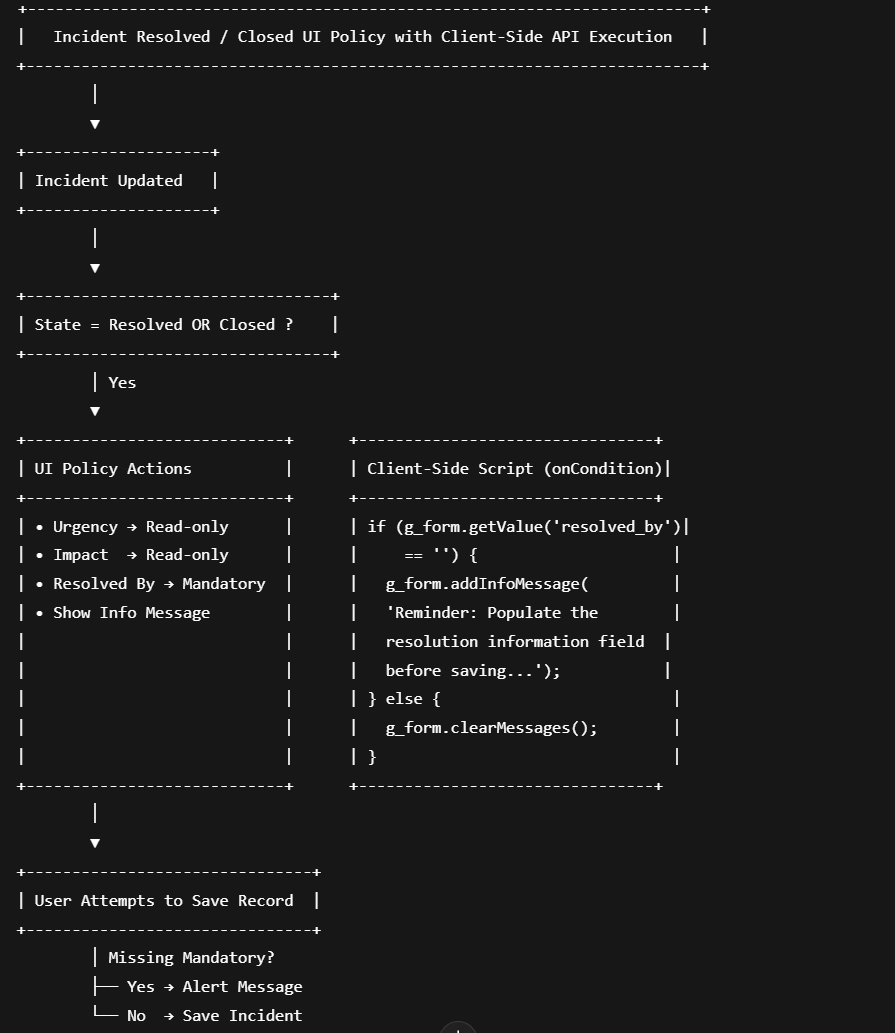 +--------------------------------------------------------------------------+
|   Incident Resolved / Closed UI Policy with Client-Side API Execution   |
+--------------------------------------------------------------------------+
        |
        ▼
+--------------------+
| Incident Updated   |
+--------------------+
        |
        ▼
+---------------------------------+
| State = Resolved OR Closed ?    |
+---------------------------------+
        | Yes
        ▼
+----------------------------+      +--------------------------------+
| UI Policy Actions          |      | Client-Side Script (onCondition)|
+----------------------------+      +--------------------------------+
| • Urgency → Read-only      |      | if (g_form.getValue('resolved_by')|
| • Impact  → Read-only      |      |     == '') {                     |
| • Resolved By → Mandatory  |      |   g_form.addInfoMessage(         |
| • Show Info Message        |      |   'Reminder: Populate the        |
|                            |      |   resolution information field  |
|                            |      |   before saving...');           |
|                            |      | } else {                         |
|                            |      |   g_form.clearMessages();        |
|                            |      | }                                |
+----------------------------+      +--------------------------------+
        |
        ▼
+-------------------------------+
| User Attempts to Save Record  |
+-------------------------------+
        | Missing Mandatory?
        ├── Yes → Alert Message
        └── No  → Save Incident